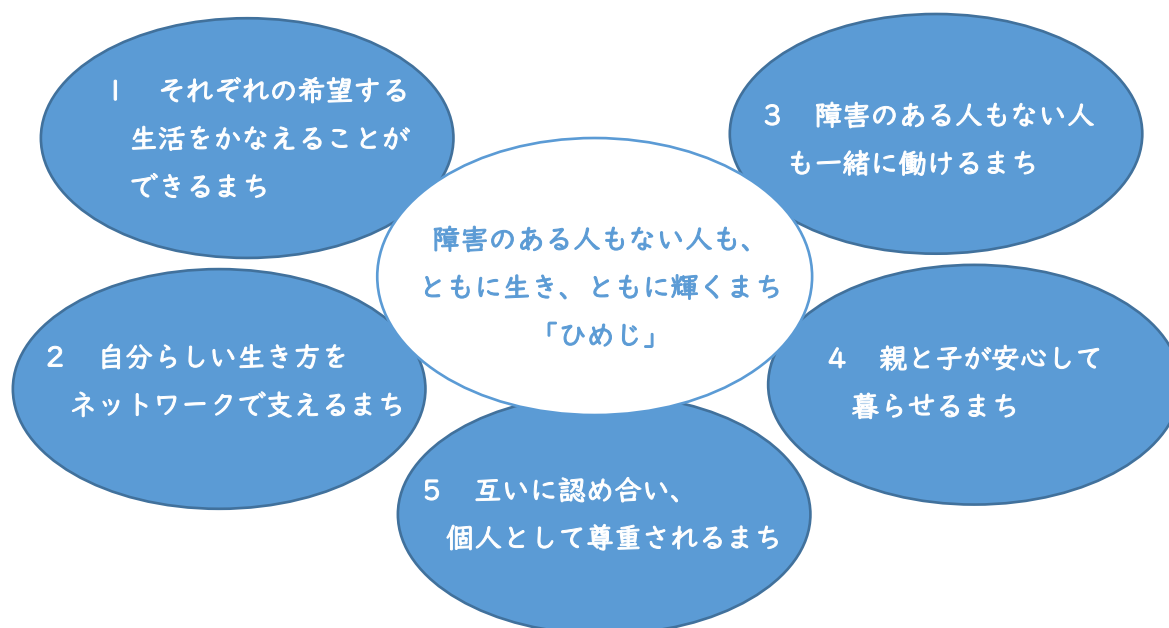 1　それぞれの希望する
生活をかなえることが
できるまち
2　自分らしい生き方を
ネットワークで支えるまち
3　障害のある人もない人
も一緒に働けるまち
4　親と子が安心して
暮らせるまち
5　互いに認め合い、
個人として尊重されるまち
障害のある人もない人も、
ともに生き、ともに輝くまち
「ひめじ」